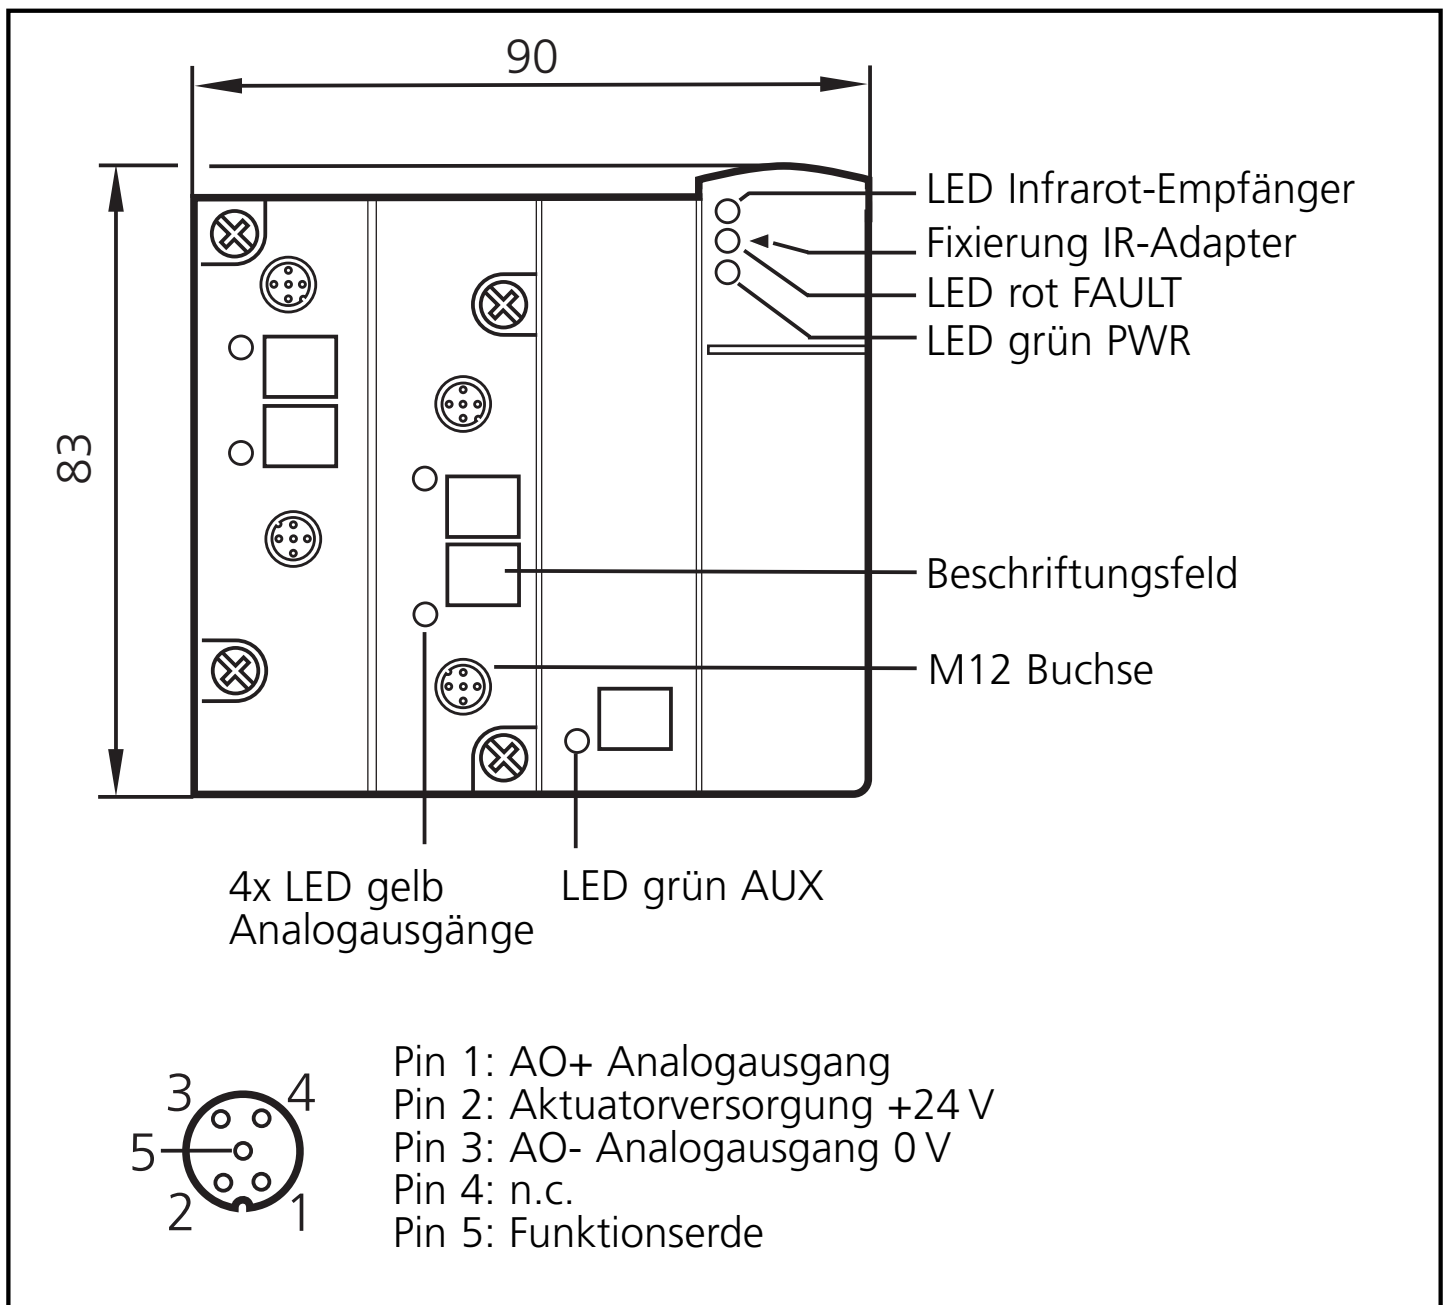 90
83
LED Infrarot-Empfänger
Fixierung IR-Adapter
LED rot FAULT
LED grün PWR
Beschriftungsfeld
M12 Buchse
4x LED gelb
Analogausgänge
LED grün AUX
3
4
5
2
1
Pin 1: AO+ Analogausgang
Pin 2: Aktuatorversorgung +24 V
Pin 3: AO- Analogausgang 0 V
Pin 4: n.c.
Pin 5: Funktionserde